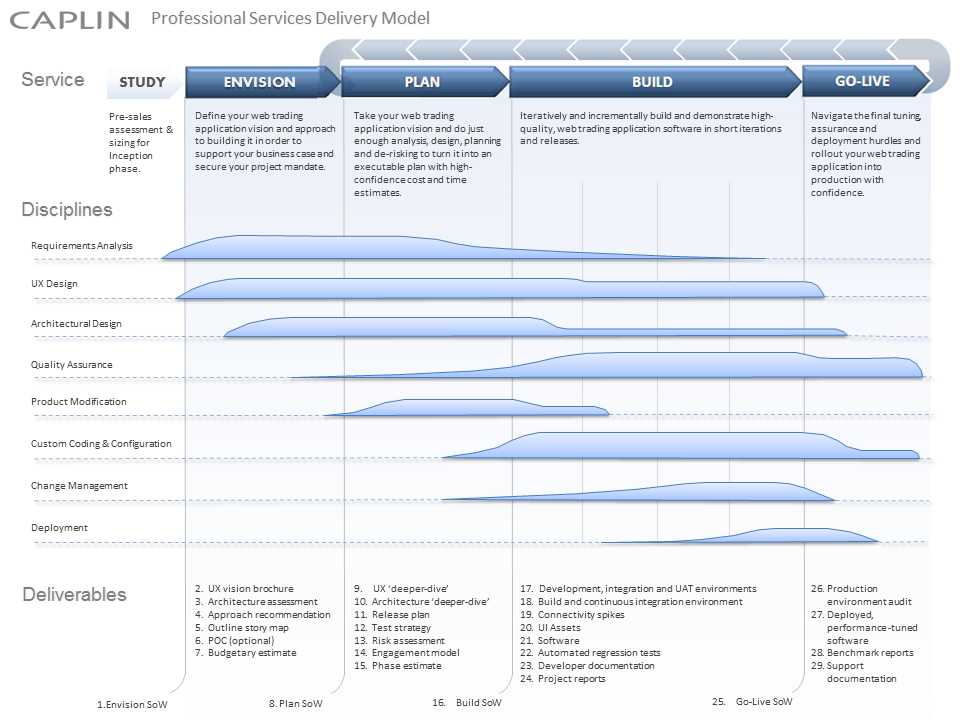 CAPLIN Professional Services Delivery Model
Service
STUDY
ENVISION
PLAN
BUILD
GO-LIVE
Pre-sales
assessment &
sizing for
Inception
phase.
Define your web trading
application vision and approach
to building it in order to
support your business case and
secure your project mandate.
Take your web trading
application vision and do just
enough analysis, design, planning
and de-risking to turn it into an
executable plan with high-
confidence cost and time
estimates.
Iteratively and incrementally build and demonstrate high-
quality, web trading application software in short iterations
and releases.
Navigate the final tuning,
assurance and
deployment hurdles and
rollout your web trading
application into
production with
confidence.
Disciplines
Requirements Analysis
UX Design
Architectural Design
Quality Assurance
Product Modification
Custom Coding & Configuration
Change Management
Deployment
Deliverables
2. UX vision brochure
3. Architecture assessment
4. Approach recommendation
5. Outline story map
6. POC (optional)
7. Budgetary estimate
9. UX ‘deeper-dive’
10. Architecture ‘deeper-dive’
11. Release plan
12. Test strategy
13. Risk assessment
14. Engagement model
15. Phase estimate
17. Development, integration and UAT environments
18. Build and continuous integration environment
19. Connectivity spikes
20. UI Assets
21. Software
22. Automated regression tests
23. Developer documentation
24. Project reports
26. Production
environment audit
27. Deployed,
performance-tuned
software
28. Benchmark reports
29. Support
documentation
1.Envision SoW
8. Plan SoW
16. Build SoW
25. Go-Live SoW